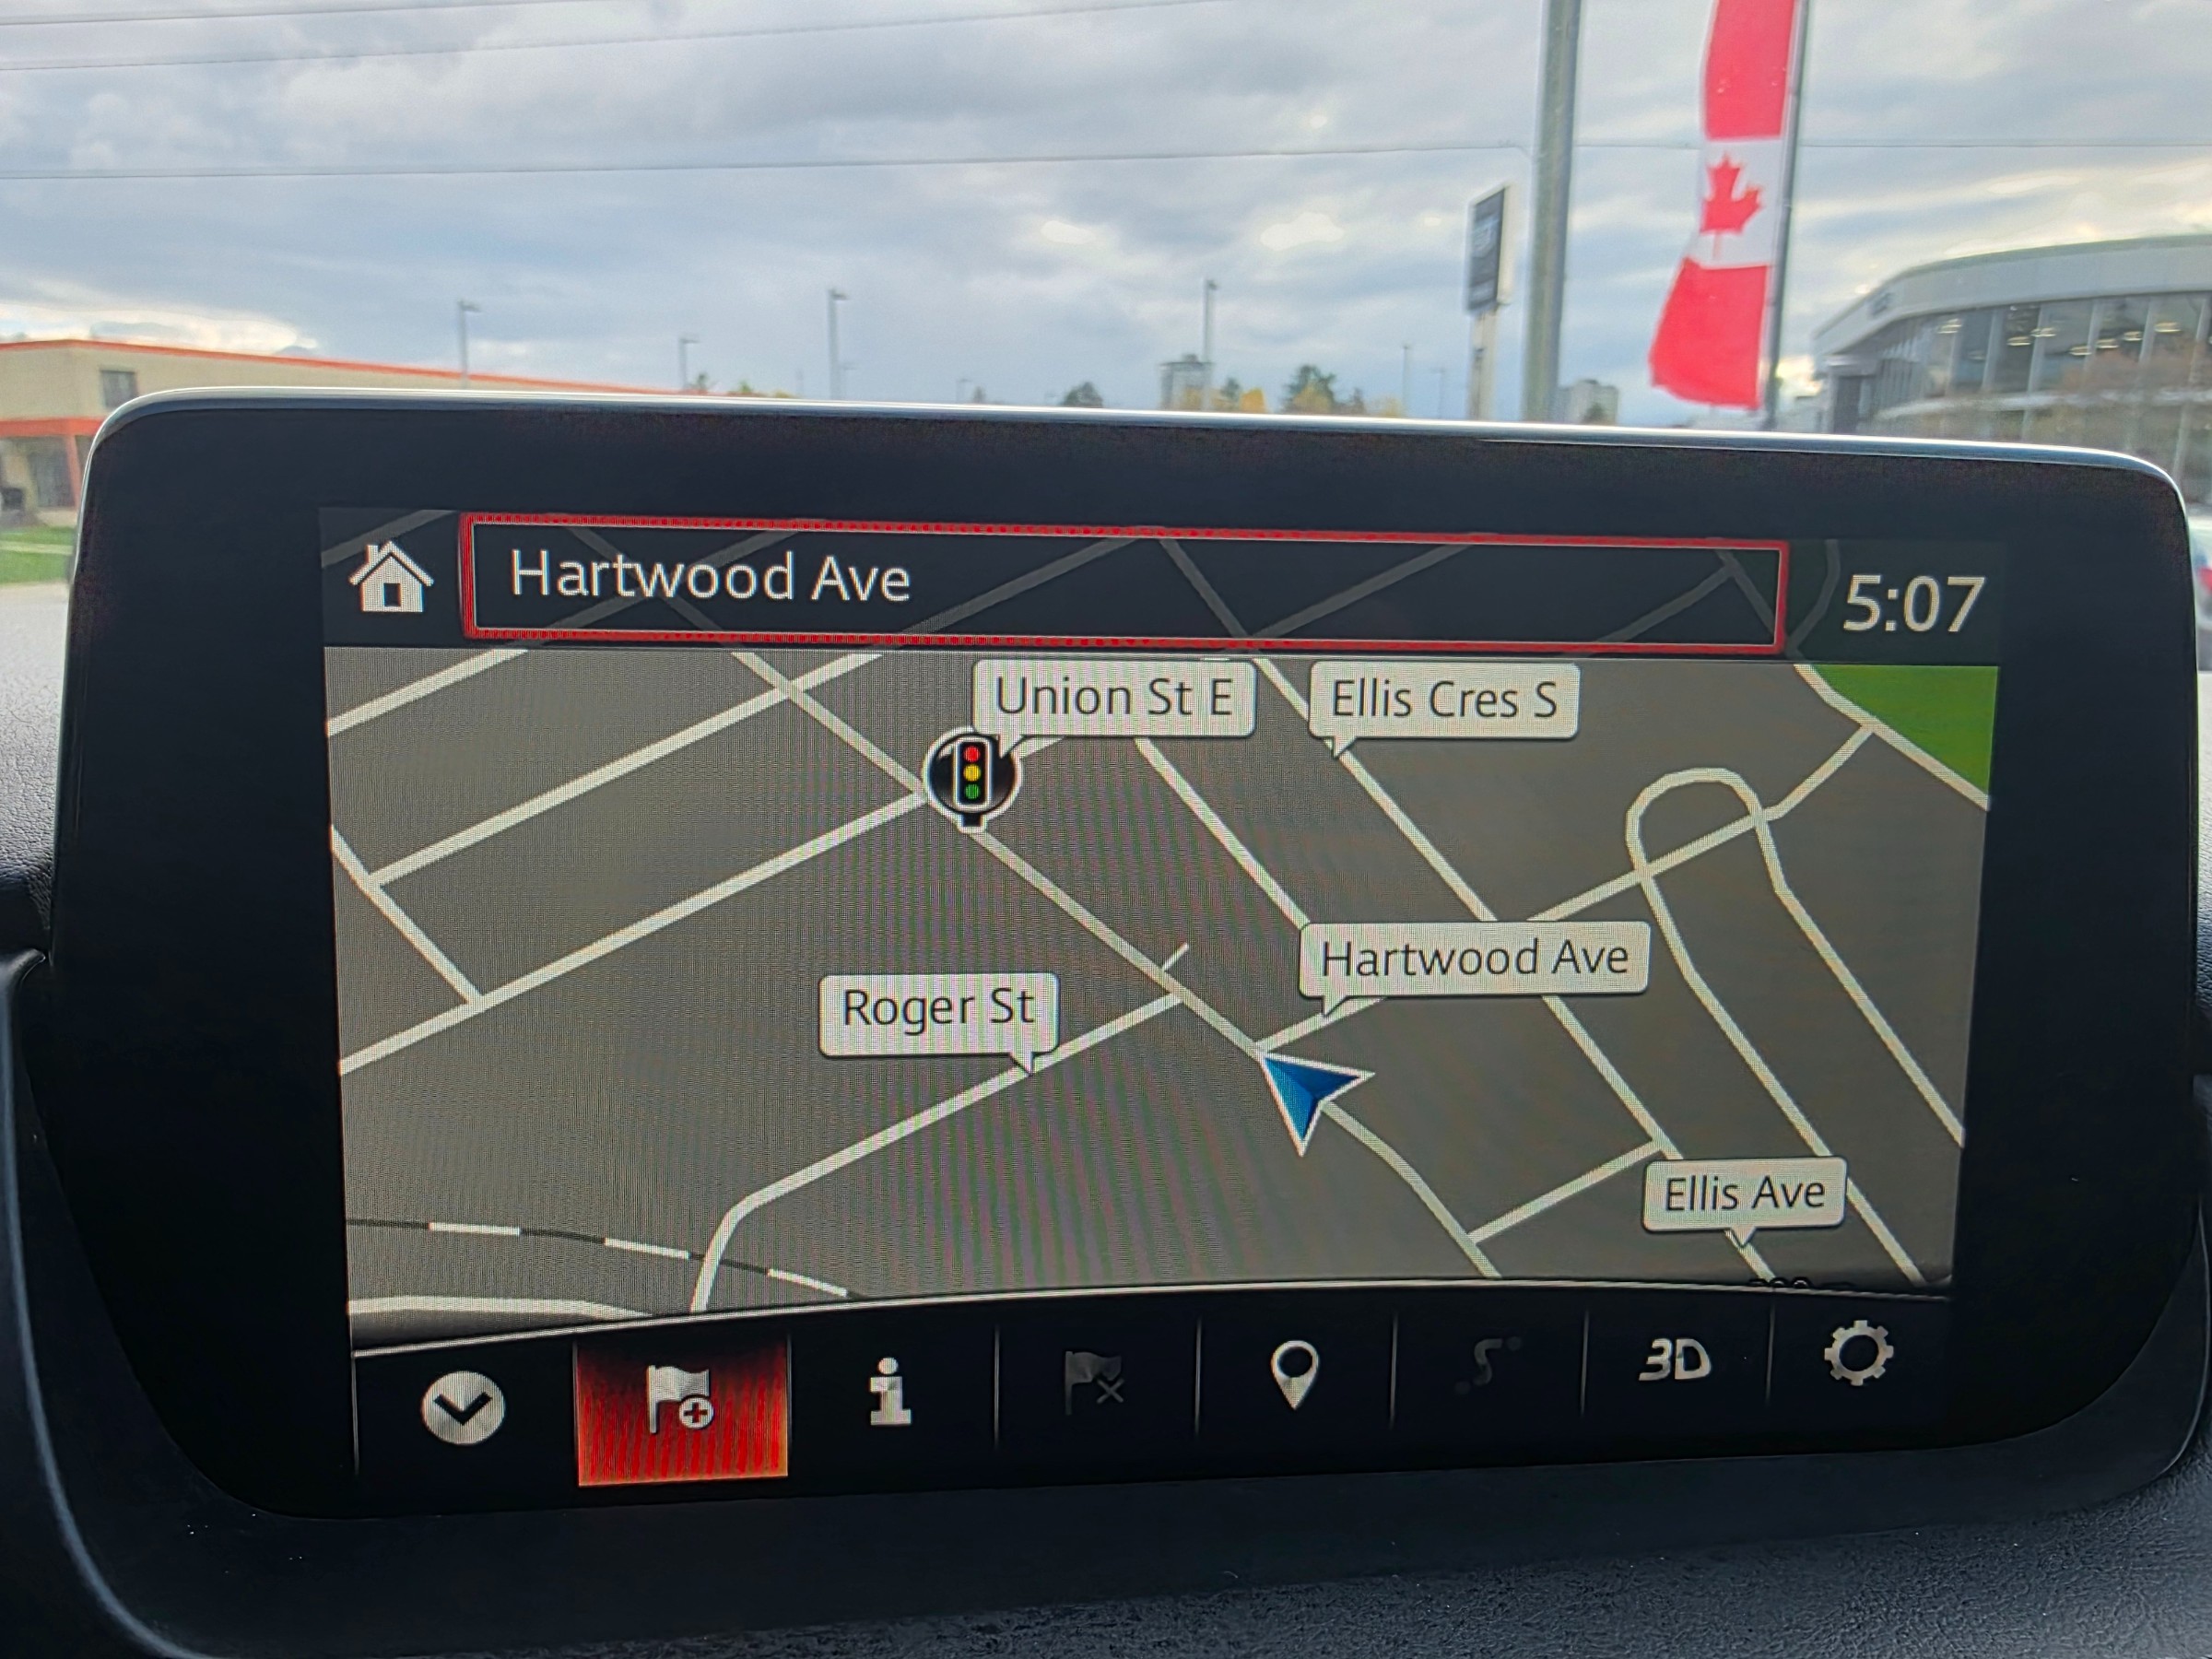 Hartwood Ave
5:07
Union St E
Ellis Cres S
Hartwood Ave
Roger St
Ellis Ave
3D